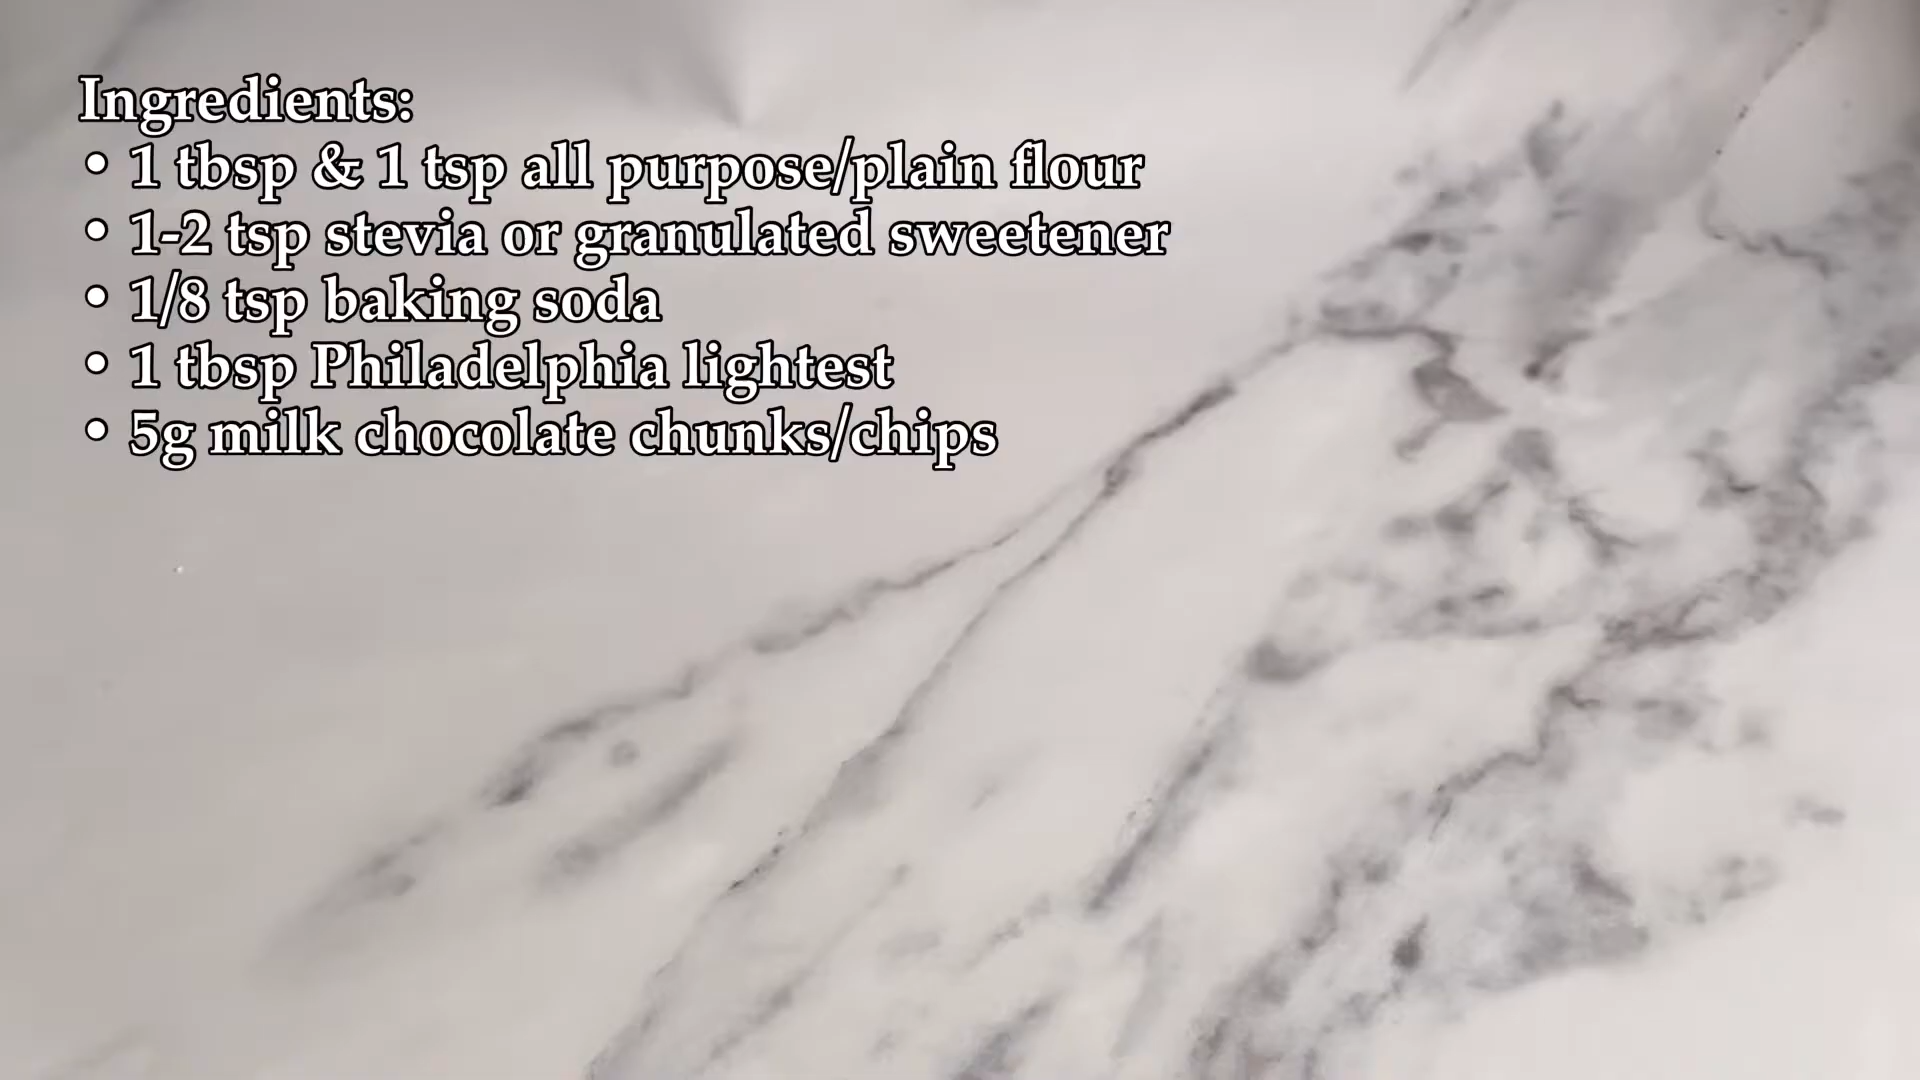 Ingredients:
• 1 tbsp & 1 tsp all purpose/plain flour
• 1-2 tsp stevia or granulated sweetener
• 1/8 tsp baking soda
• 1 tbsp Philadelphia lightest
• 5g milk chocolate chunks/chips